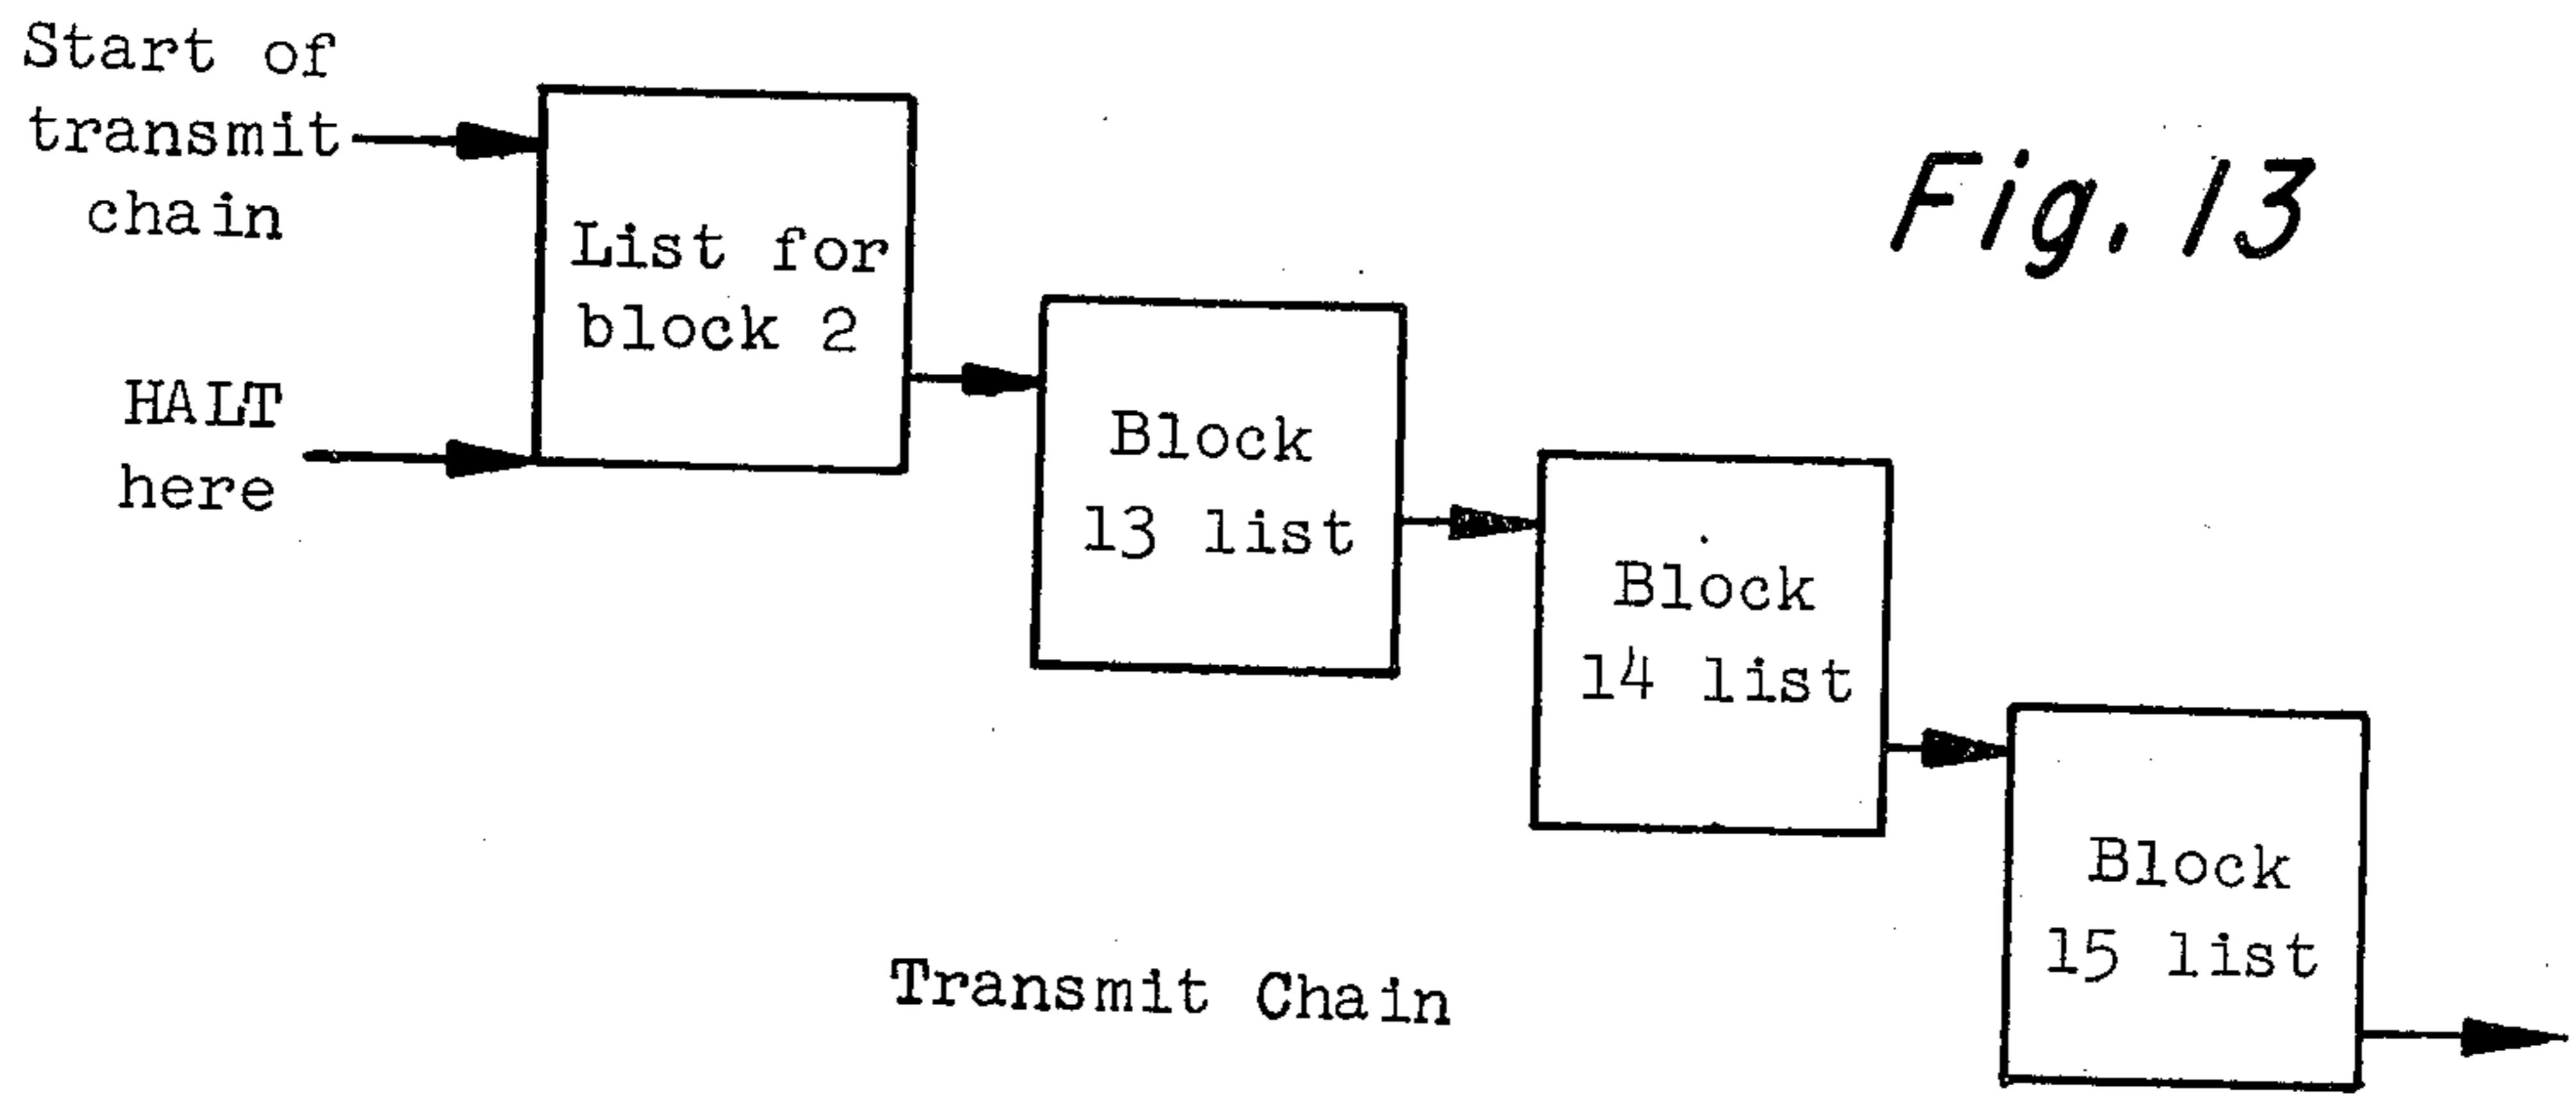 Start of
transmit
chain
HALT
here
List for
block 2
Fig. 13
Block
13 list
Block
14 list
Block
15 list
Transmit Chain